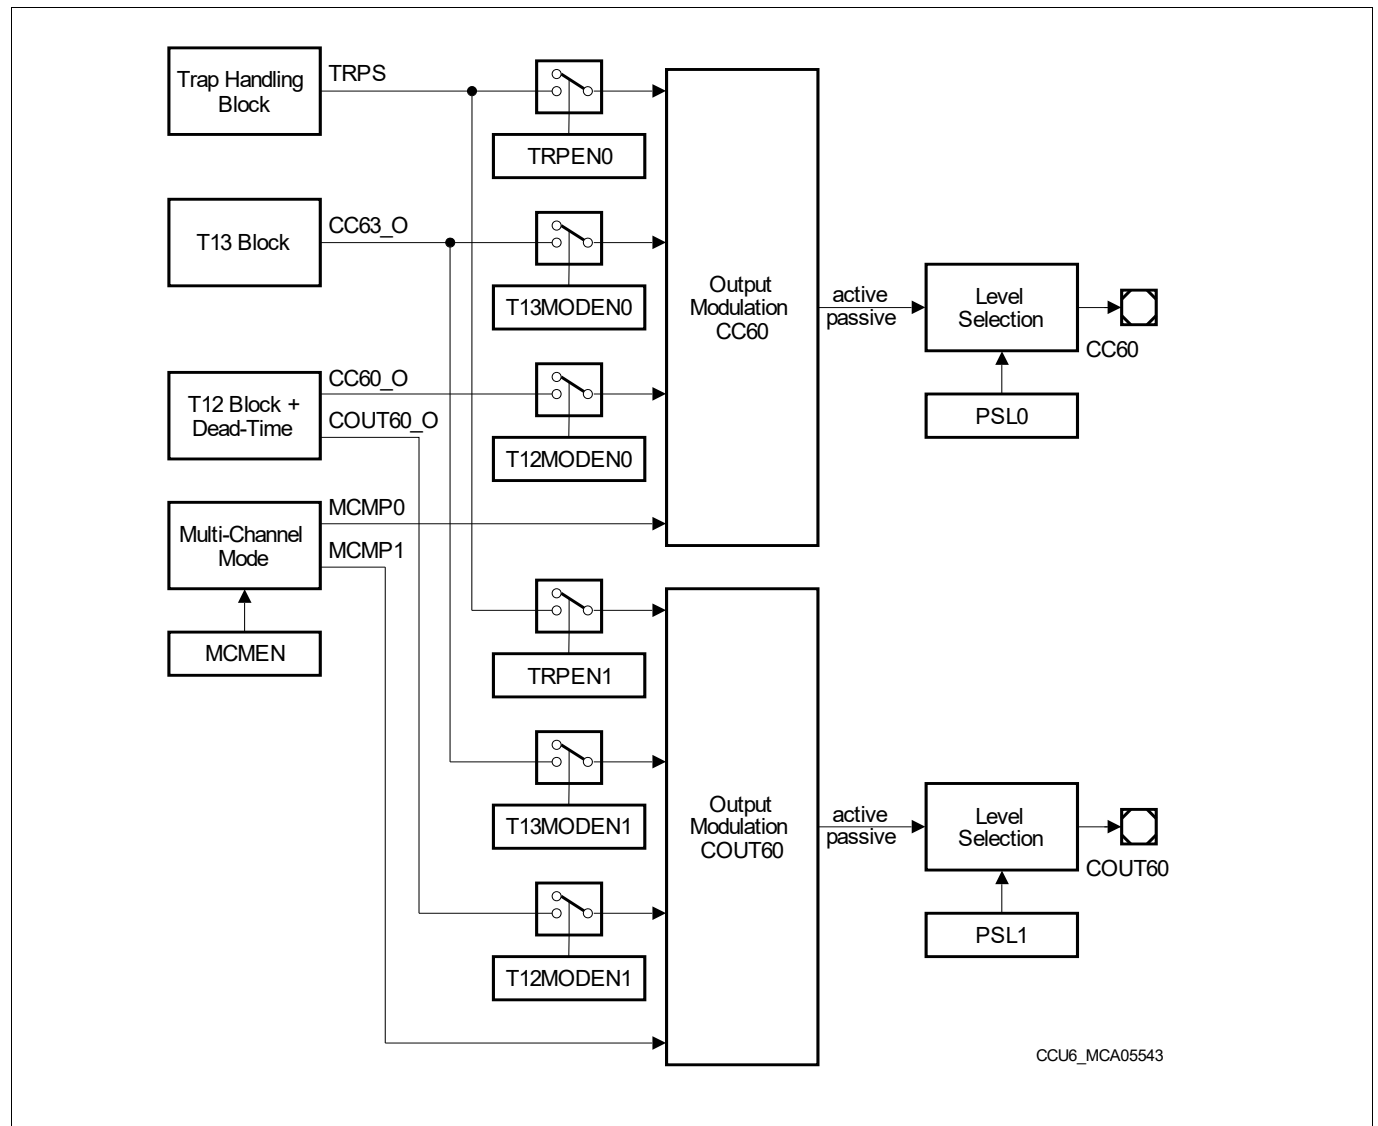 Trap Handling
Block
TRPS
TRPEN0
T13 Block
CC63_O
T13MODEN0
T12 Block +
Dead-Time
CC60_O
COUT60_O
T12MODEN0
Multi-Channel
Mode
MCMP0
MCMP1
MCMEN
Output
Modulation
CC60
active
passive
Level
Selection
CC60
PSL0
TRPEN1
T13MODEN1
T12MODEN1
Output
Modulation
COUT60
active
passive
Level
Selection
COUT60
PSL1
CCU6_MCA05543